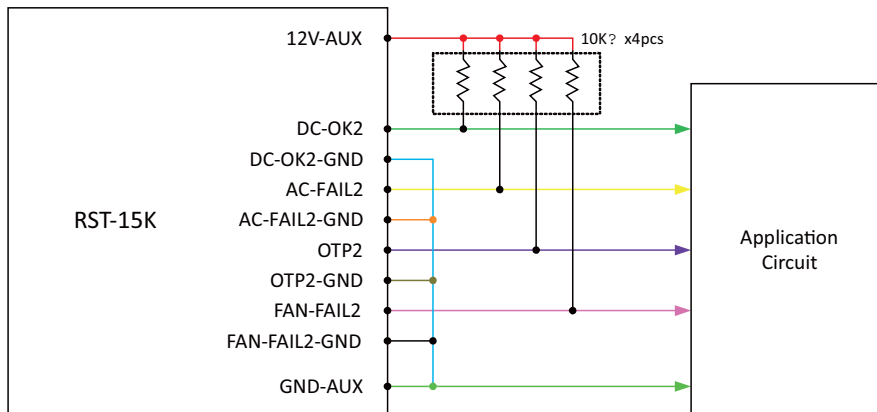 12V-AUX
10K? x4pcs
DC-OK2
DC-OK2-GND
AC-FAIL2
RST-15K
AC-FAIL2-GND
OTP2
Application
Circuit
OTP2-GND
FAN-FAIL2
FAN-FAIL2-GND
GND-AUX